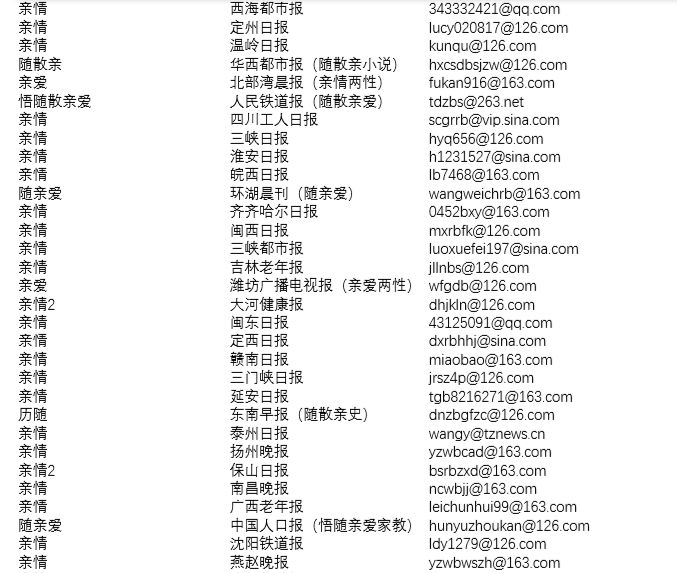 亲情 西海都市报 343332421@qq.com
亲情 定州日报 lucy020817@126.com
亲情 温岭日报 kunqu@126.com
随散亲 华西都市报（随散亲小说） hxcsdbsjzw@126.com
亲爱 北部湾晨报（亲情两性） fukan916@163.com
悟随散亲爱 人民铁道报（随散亲爱） tdzbs@263.net
亲情 四川工人日报 scgrrb@vip.sina.com
亲情 三峡日报 hyq656@126.com
亲情 淮安日报 h1231527@sina.com
亲情 皖西日报 lb7468@163.com
随亲爱 环湖晨刊（随亲爱） wangweichrb@163.com
亲情 齐齐哈尔日报 0452bxy@163.com
亲情 闽西日报 mxrbfk@126.com
亲情 三峡都市报 luoxuefei197@sina.com
亲情 吉林老年报 jllnbs@126.com
亲爱 潍坊广播电视报（亲爱两性） wfgdb@126.com
亲情2 大河健康报 dhjkln@126.com
亲情 闽东日报 43125091@qq.com
亲情 定西日报 dxrbhhj@sina.com
亲情 赣南日报 miaobao@163.com
亲情 三门峡日报 jrsz4p@126.com
亲情 延安日报 tgb8216271@163.com
历随 东南早报（随散亲史） dnzbgfzc@126.com
亲情 泰州日报 wangy@tznews.cn
亲情 扬州晚报 yzwbcad@163.com
亲情2 保山日报 bsrbzxd@163.com
亲情 南昌晚报 ncwbjj@163.com
亲情 广西老年报 leichunhui99@163.com
随亲爱 中国人口报（悟随亲爱家教） hunyuzhoukan@126.com
亲情 沈阳铁道报 ldy1279@126.com
亲情 燕赵晚报 yzwbwszh@163.com